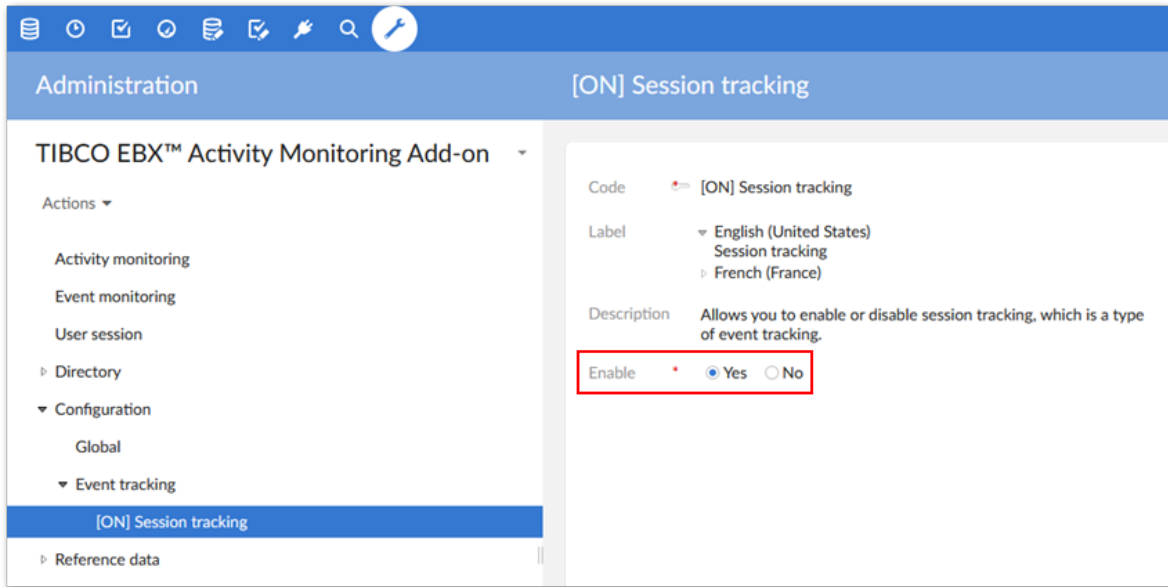 Administration
[ON] Session tracking
TIBCO EBX™ Activity Monitoring Add-on
Actions
Activity monitoring
Event monitoring
User session
Directory
Configuration
Global
Event tracking
[ON] Session tracking
Reference data
Code * [ON] Session tracking
Label English (United States)
Session tracking
French (France)
Description Allows you to enable or disable session tracking, which is a type
of event tracking.
Enable * Yes No